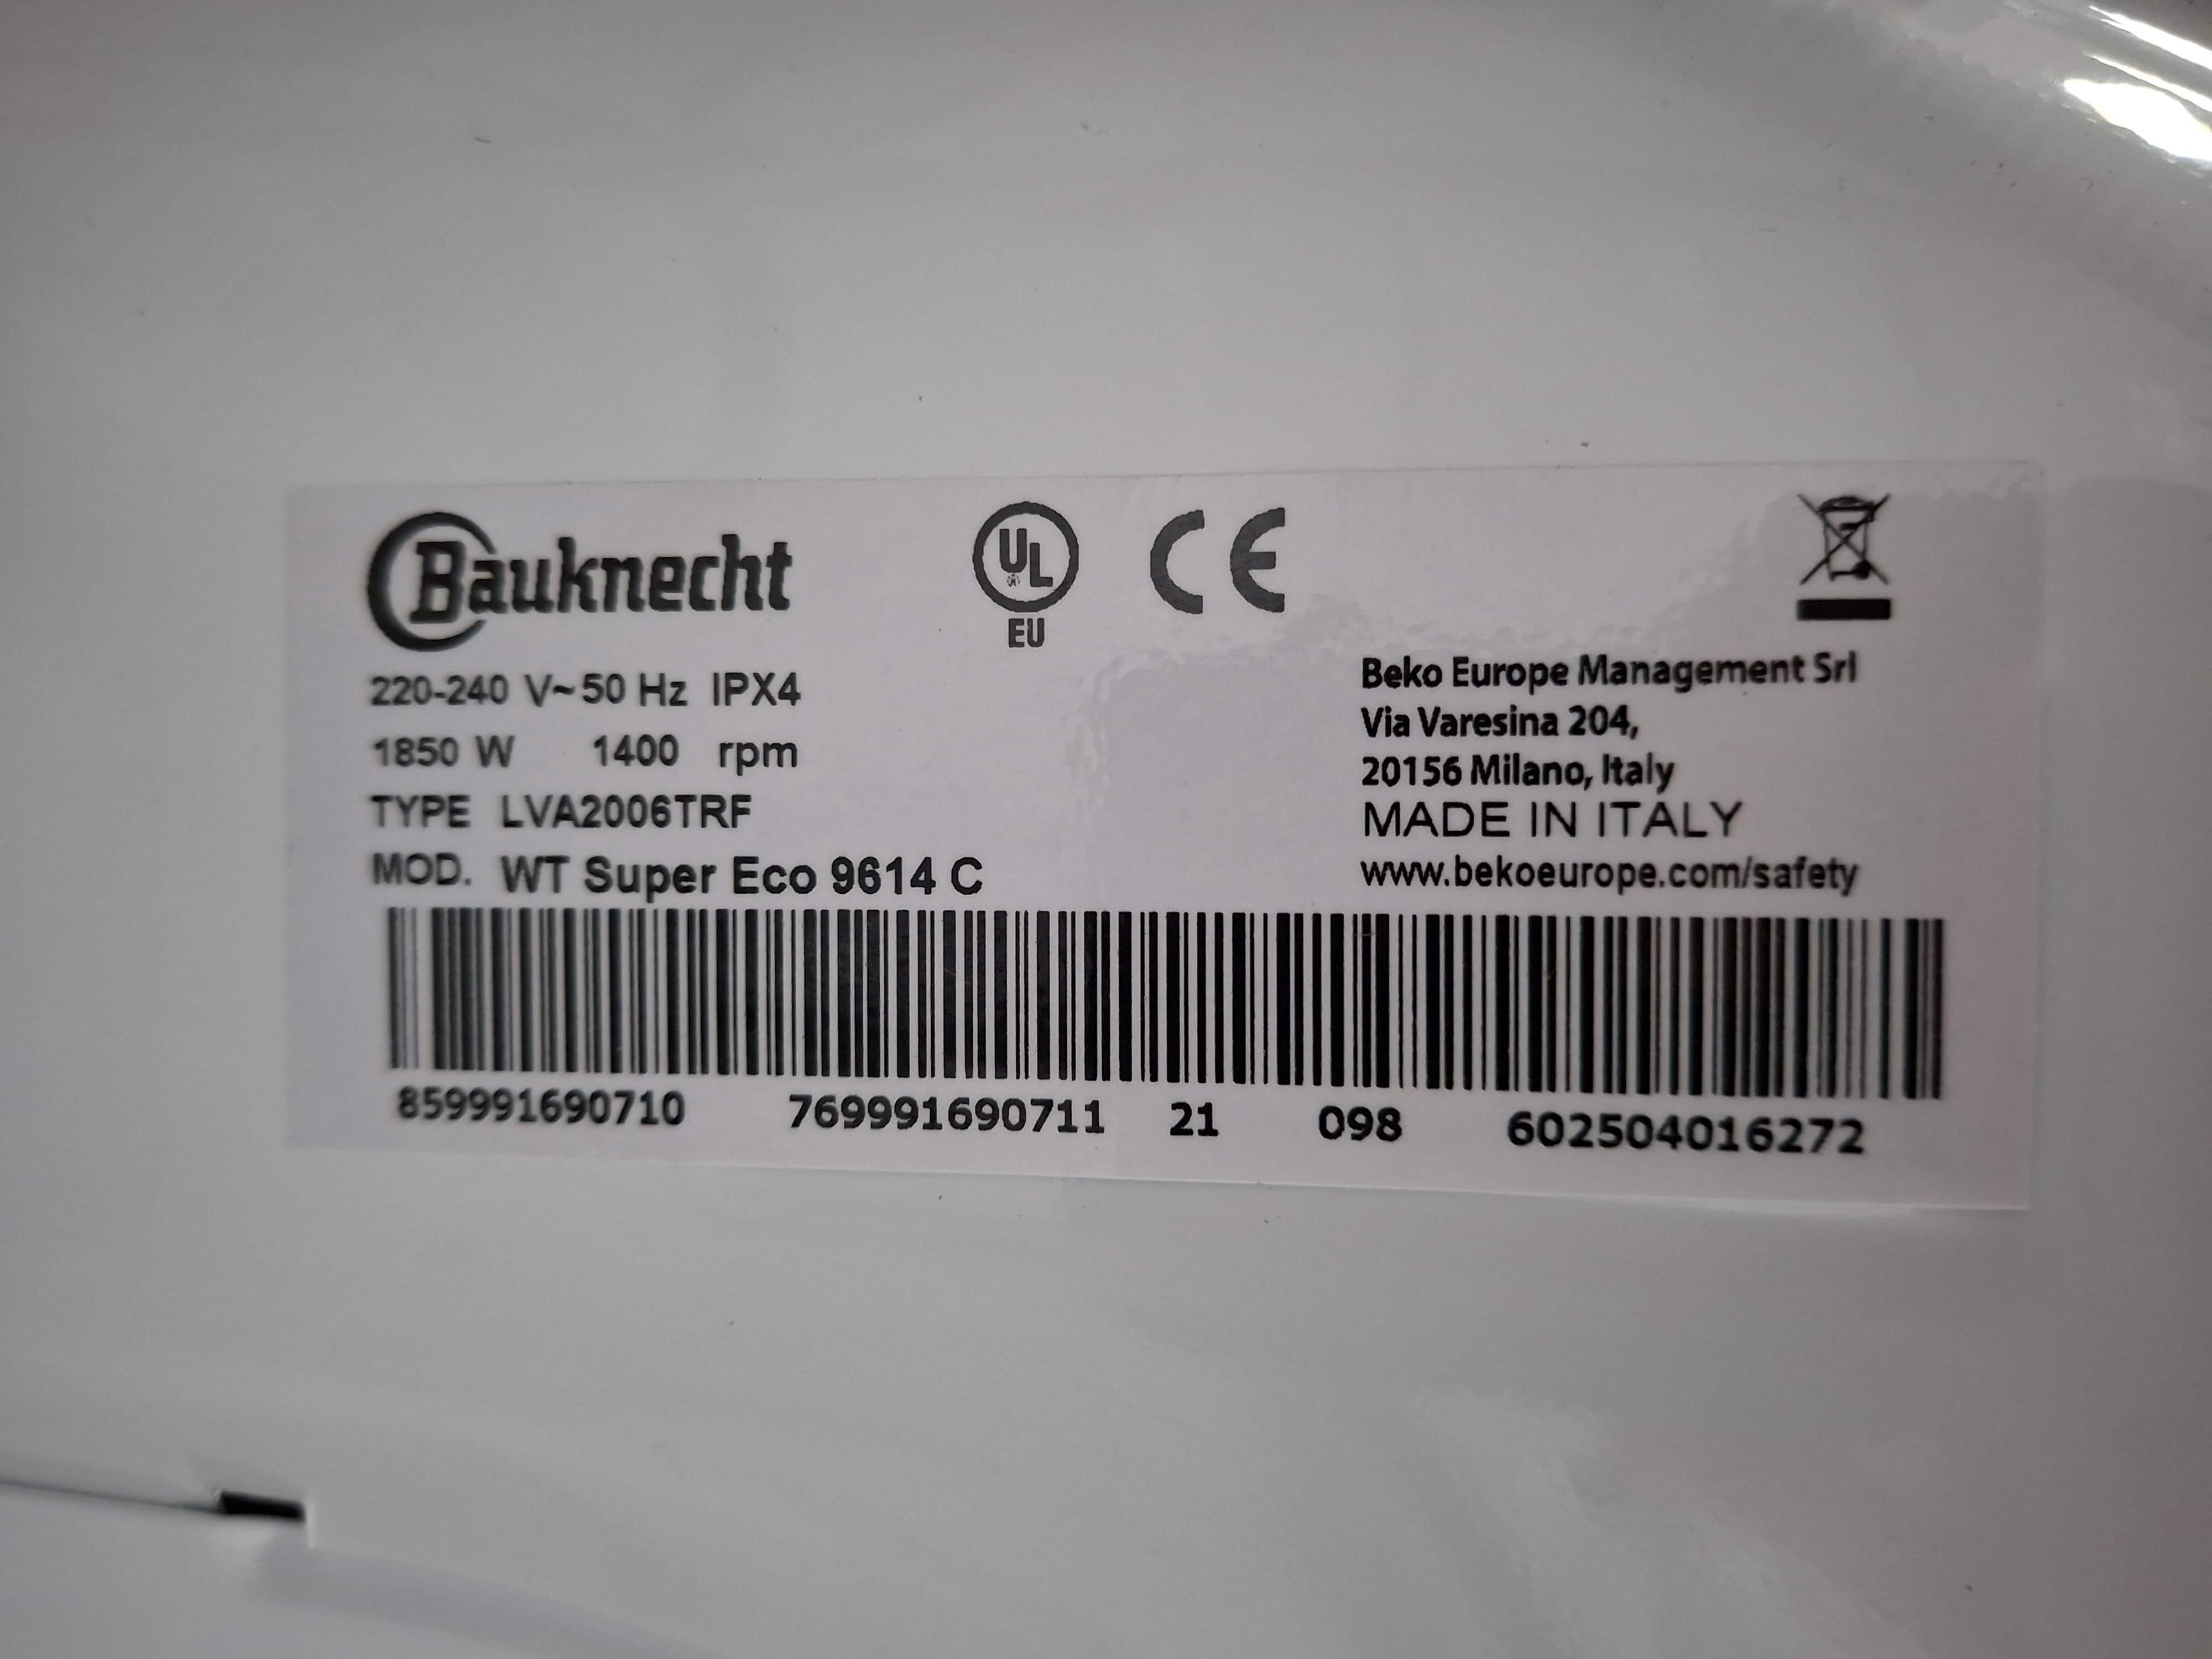 Bauknecht
UL
EU
CE
220-240 V~ 50 Hz IPX4
1850 W 1400 rpm
TYPE LVA2006TRF
MOD. WT Super Eco 9614 C
Beko Europe Management Srl
Via Varesina 204,
20156 Milano, Italy
MADE IN ITALY
www.bekoeurope.com/safety
859991690710 769991690711 21 098 602504016272